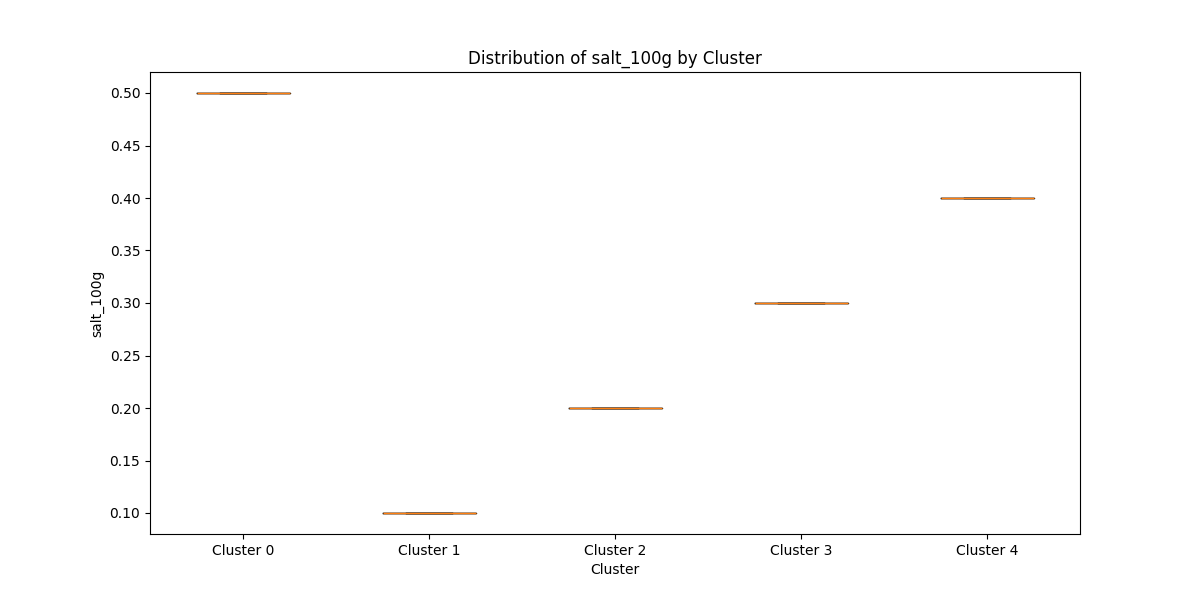 Distribution of salt_100g by Cluster
salt_100g
0.50
0.45
0.40
0.35
0.30
0.25
0.20
0.15
0.10
Cluster 0 Cluster 1 Cluster 2 Cluster 3 Cluster 4
Cluster